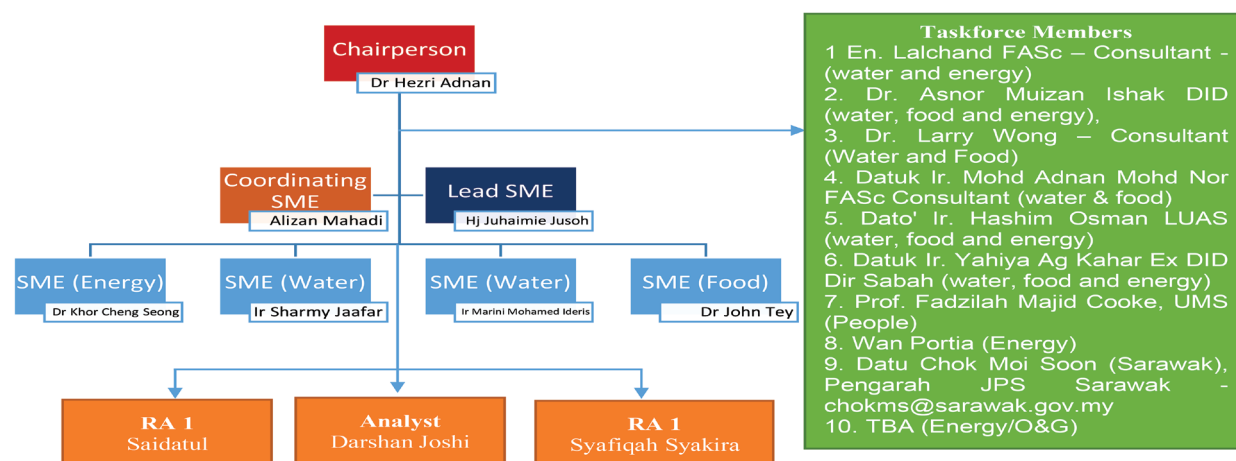 Chairperson
Dr Hezri Adnan
Coordinating
SME
Alizan Mahadi
Lead SME
Hj Juhaimie Jusoh
SME (Energy)
Dr Khor Cheng Seong
SME (Water)
Ir Sharmy Jaafar
SME (Water)
Ir Marini Mohamed Ideris
SME (Food)
Dr John Tey
RA 1
Saidatul
Analyst
Darshan Joshi
RA 1
Syafiqah Syakira
Taskforce Members
1 En. Lalchand FASc – Consultant -
(water and energy)
2. Dr. Asnor Muizan Ishak DID
(water, food and energy),
3. Dr. Larry Wong – Consultant
(Water and Food)
4. Datuk Ir. Mohd Adnan Mohd Nor
FASc Consultant (water & food)
5. Dato' Ir. Hashim Osman LUAS
(water, food and energy)
6. Datuk Ir. Yahiya Ag Kahar Ex DID
Dir Sabah (water, food and energy)
7. Prof. Fadzilah Majid Cooke, UMS
(People)
8. Wan Portia (Energy)
9. Datu Chok Moi Soon (Sarawak),
Pengarah JPS Sarawak -
chokms@sarawak.gov.my
10. TBA (Energy/O&G)